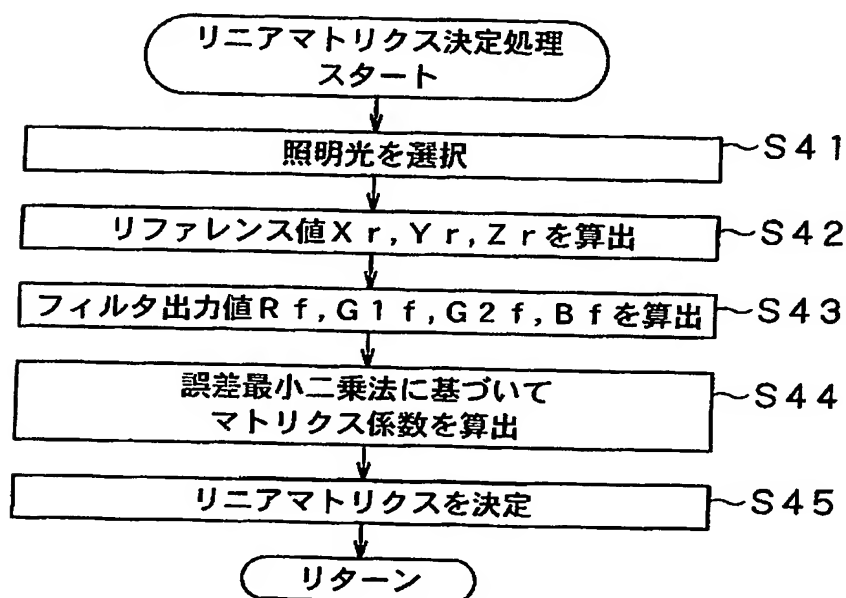 リニアマトリクス決定処理
スタート
照明光を選択
S41
リファレンス値Xr,Yr,Zrを算出
S42
フィルタ出力値Rf,G1f,G2f,Bfを算出
S43
誤差最小二乗法に基づいて
マトリクス係数を算出
S44
リニアマトリクスを決定
S45
リターン